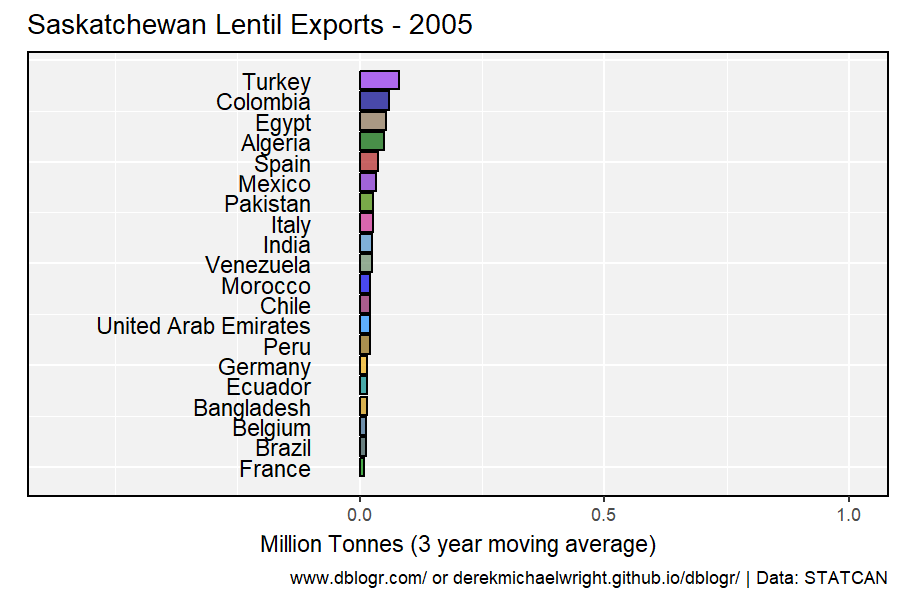 Saskatchewan Lentil Exports - 2005
Turkey
Colombia
Egypt
Algeria
Spain
Mexico
Pakistan
Italy
India
Venezuela
Morocco
Chile
United Arab Emirates
Peru
Germany
Ecuador
Bangladesh
Belgium
Brazil
France
0.0 0.5 1.0
Million Tonnes (3 year moving average)
www.dblogr.com/ or derekmichaelwright.github.io/dblogr/ | Data: STATCAN